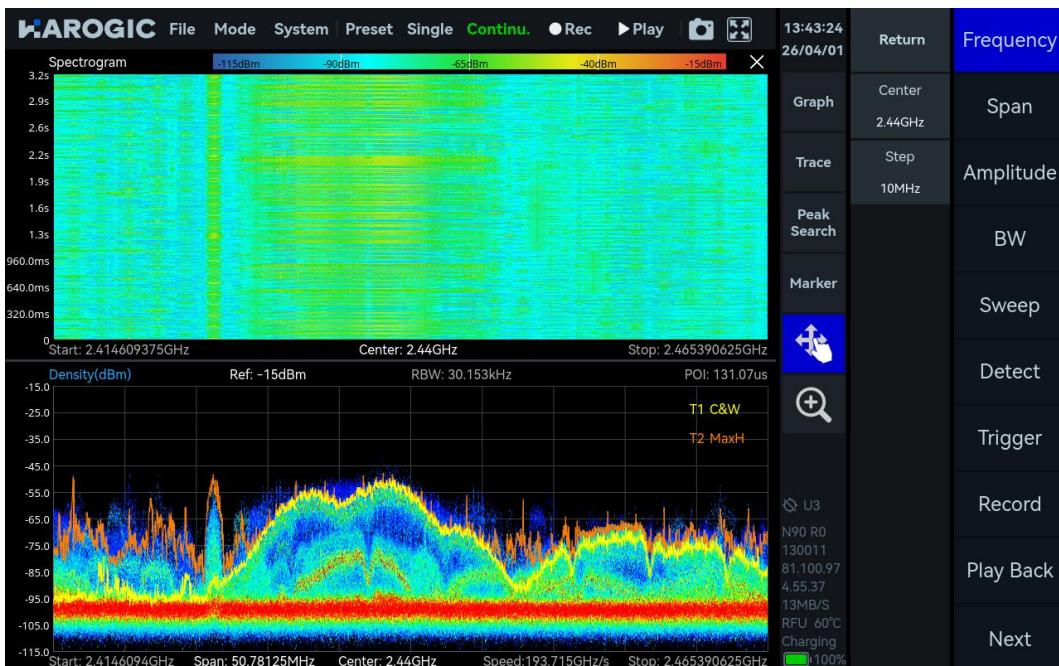 HAROGIC File Mode System Preset Single Continu. Rec Play
13:43:24
26/04/01
Return
Frequency
Spectrogram
-115dBm -90dBm -65dBm -40dBm -15dBm
3.2s
2.9s
2.6s
2.2s
1.9s
1.6s
1.3s
960.0ms
640.0ms
320.0ms
0
Start: 2.414609375GHz Center: 2.44GHz Stop: 2.465390625GHz
Density(dBm) Ref: -15dBm RBW: 30.153kHz POI: 131.07us
T1 C&W
T2 MaxH
-15.0
-25.0
-35.0
-45.0
-55.0
-65.0
-75.0
-85.0
-95.0
-105.0
-115.0
Start: 2.4146094GHz Span: 50.78125MHz Center: 2.44GHz Speed:193.715GHz/s Stop: 2.465390625GHz
Graph
Trace
Peak
Search
Marker
U3
N90 R0
130011
81.100.97
4.55.37
13MB/S
RFU 60°C
Charging
100%
Center
2.44GHz
Step
10MHz
Span
Amplitude
BW
Sweep
Detect
Trigger
Record
Play Back
Next